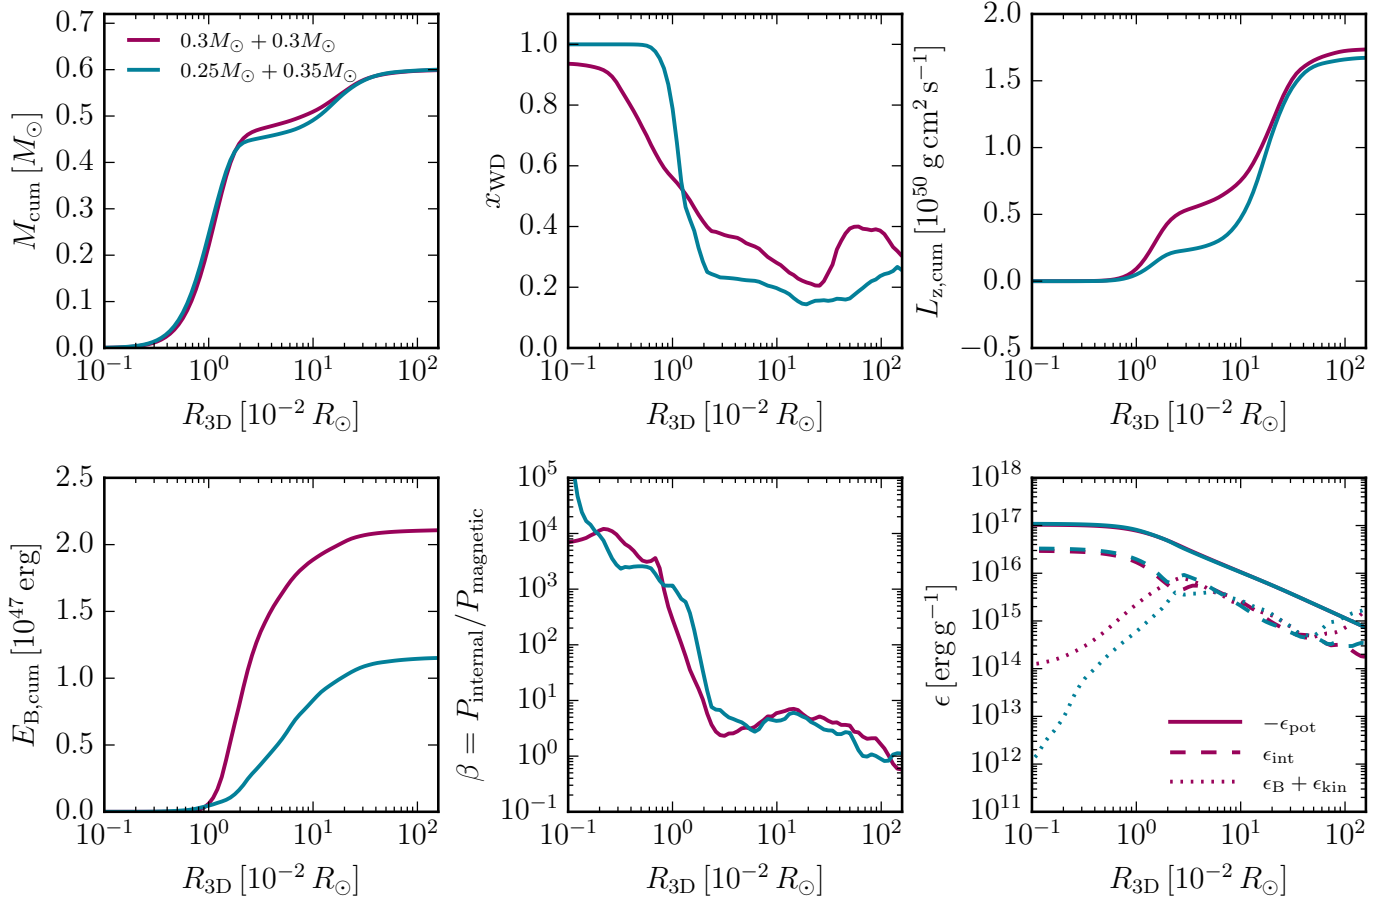 0.7
0.6
0.5
0.4
0.3
0.2
0.1
0.0
M_cum [M_⊙]
0.3M_⊙ + 0.3M_⊙
0.25M_⊙ + 0.35M_⊙
10^−1 10^0 10^1 10^2
R_3D [10^−2 R_⊙]
1.0
0.8
0.6
0.4
0.2
0.0
x_WD
10^−1 10^0 10^1 10^2
R_3D [10^−2 R_⊙]
2.0
1.5
1.0
0.5
0.0
−0.5
L_z,cum [10^50 g cm^2 s^−1]
10^−1 10^0 10^1 10^2
R_3D [10^−2 R_⊙]
2.5
2.0
1.5
1.0
0.5
0.0
E_B,cum [10^47 erg]
10^−1 10^0 10^1 10^2
R_3D [10^−2 R_⊙]
10^5
10^4
10^3
10^2
10^1
10^0
10^−1
β = P_internal/P_magnetic
10^−1 10^0 10^1 10^2
R_3D [10^−2 R_⊙]
10^18
10^17
10^16
10^15
10^14
10^13
10^12
10^11
ϵ [erg g^−1]
−ϵ_pot
ϵ_int
ϵ_B + ϵ_kin
10^−1 10^0 10^1 10^2
R_3D [10^−2 R_⊙]